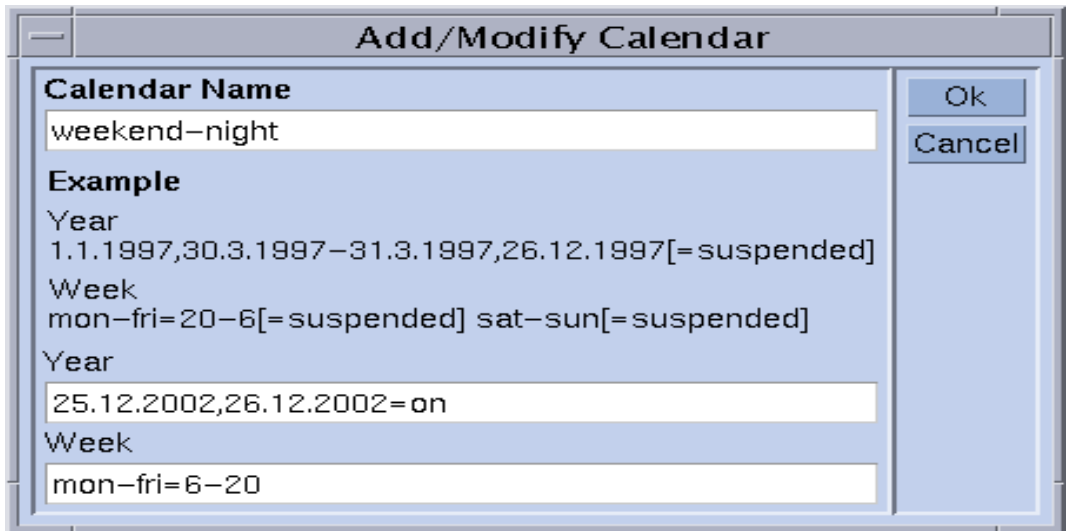 Add/Modify Calendar
Calendar Name
weekend-night
Example
Year
1.1.1997,30.3.1997-31.3.1997,26.12.1997[=suspended]
Week
mon-fri=20-6[=suspended] sat-sun[=suspended]
Year
25.12.2002,26.12.2002=on
Week
mon-fri=6-20
Ok
Cancel